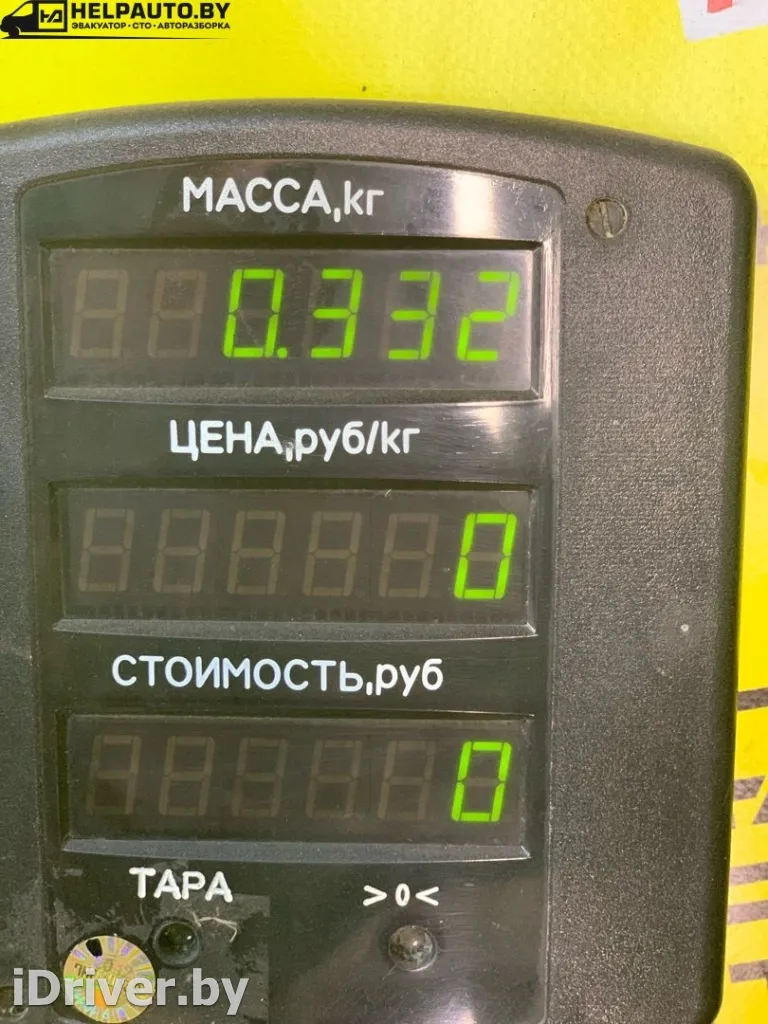 HELPAUTO.BY
ЭВАКУАТОР · СТО · АВТОРАЗБОРКА
МАССА,кг
0.332
ЦЕНА,руб/кг
0
СТОИМОСТЬ,руб
0
ТАРА >0<
iDriver.by